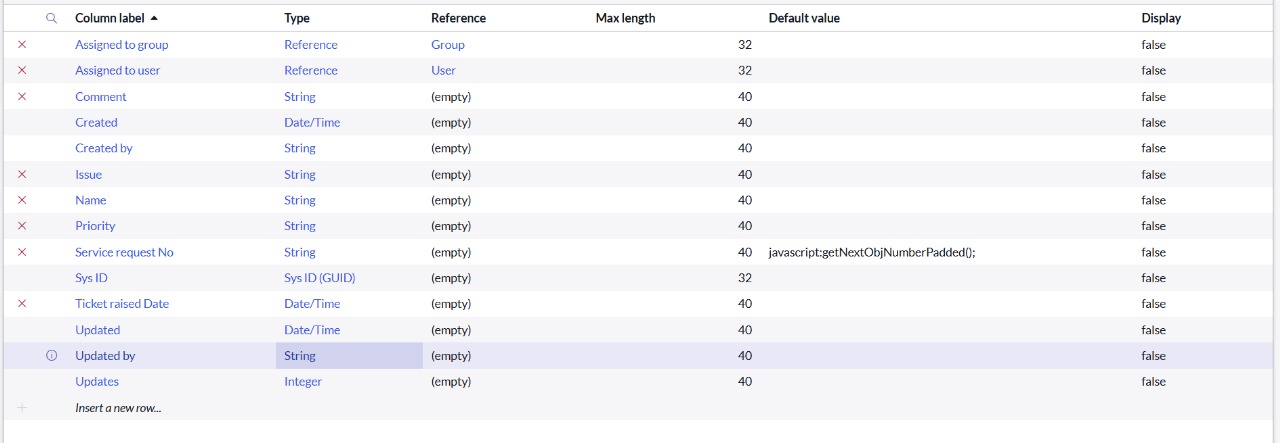 Column label Type Reference Max length Default value Display
Assigned to group Reference Group 32 false
Assigned to user Reference User 32 false
Comment String (empty) 40 false
Created Date/Time (empty) 40 false
Created by String (empty) 40 false
Issue String (empty) 40 false
Name String (empty) 40 false
Priority String (empty) 40 false
Service request No String (empty) 40 javascript:getNextObjNumberPadded(); false
Sys ID Sys ID (GUID) (empty) 32 false
Ticket raised Date Date/Time (empty) 40 false
Updated Date/Time (empty) 40 false
Updated by String (empty) 40 false
Updates Integer (empty) 40 false
Insert a new row...